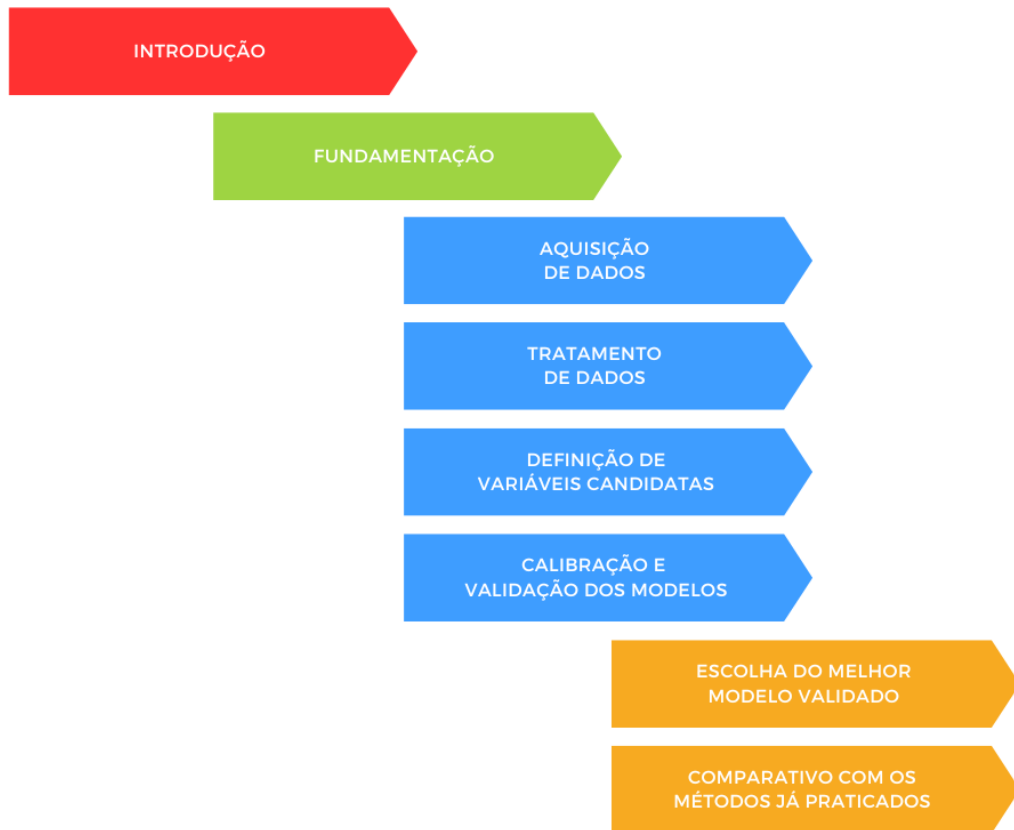 INTRODUÇÃO
FUNDAMENTAÇÃO
AQUISIÇÃO
DE DADOS
TRATAMENTO
DE DADOS
DEFINIÇÃO DE
VARIÁVEIS CANDIDATAS
CALIBRAÇÃO E
VALIDAÇÃO DOS MODELOS
ESCOLHA DO MELHOR
MODELO VALIDADO
COMPARATIVO COM OS
MÉTODOS JÁ PRATICADOS